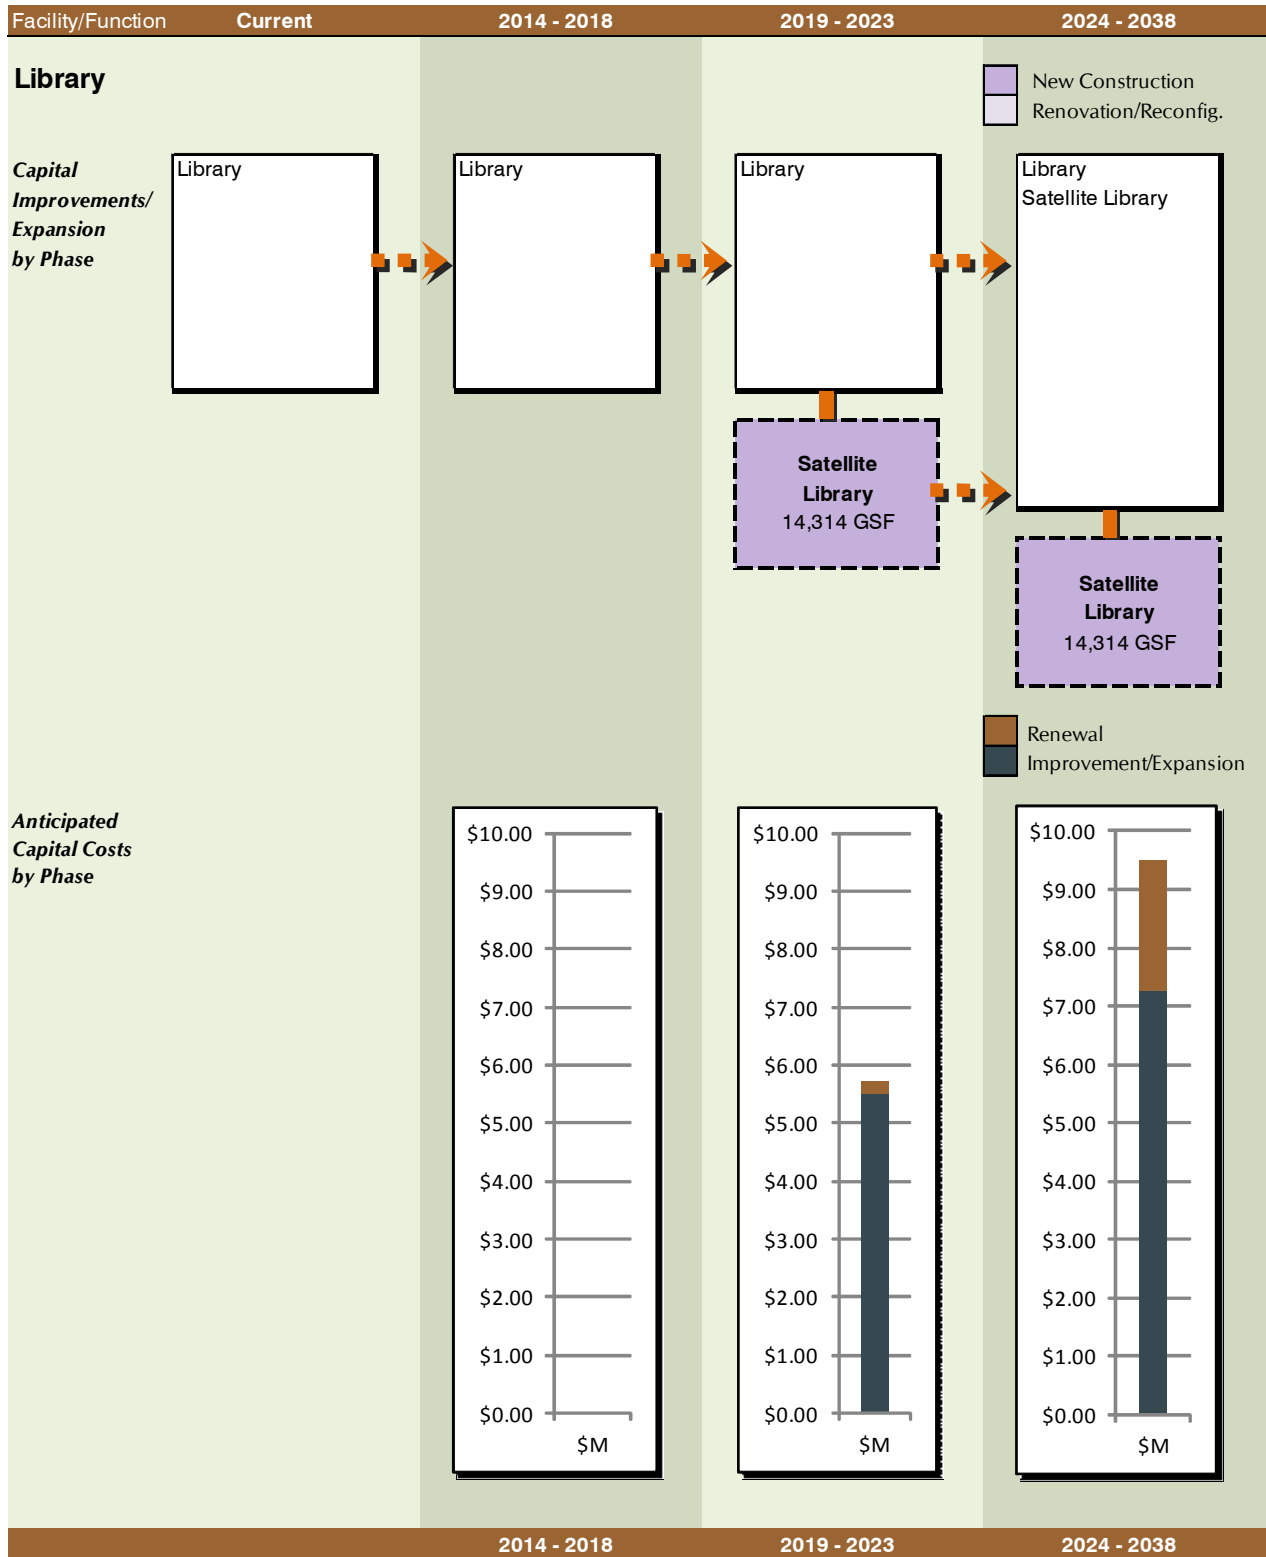 Facility/Function Current 2014 - 2018 2019 - 2023 2024 - 2038
Library
New Construction
Renovation/Reconfig.
Capital
Improvements/
Expansion
by Phase
Library
Library
Library
Library
Satellite Library
Satellite
Library
14,314 GSF
Satellite
Library
14,314 GSF
Renewal
Improvement/Expansion
Anticipated
Capital Costs
by Phase
$10.00
$9.00
$8.00
$7.00
$6.00
$5.00
$4.00
$3.00
$2.00
$1.00
$0.00
$M
$10.00
$9.00
$8.00
$7.00
$6.00
$5.00
$4.00
$3.00
$2.00
$1.00
$0.00
$M
$10.00
$9.00
$8.00
$7.00
$6.00
$5.00
$4.00
$3.00
$2.00
$1.00
$0.00
$M
2014 - 2018 2019 - 2023 2024 - 2038